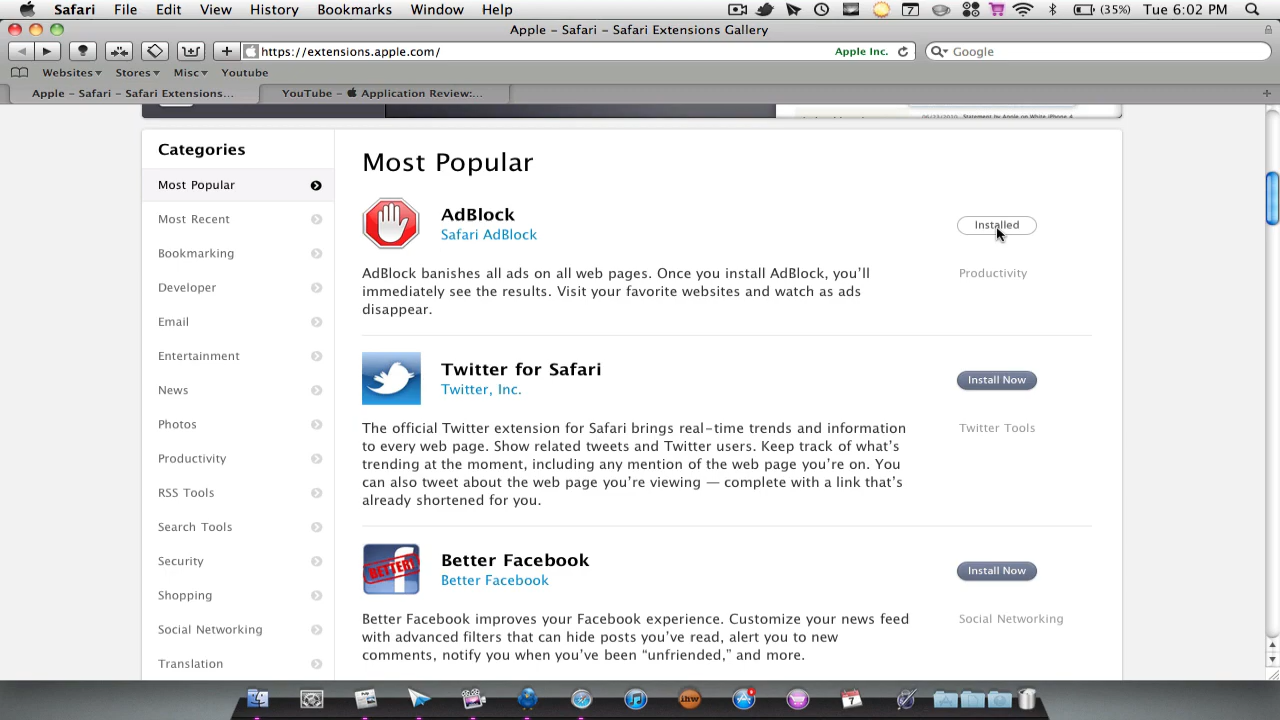 Safari File Edit View History Bookmarks Window Help 7 (35%) Tue 6:02 PM
Apple – Safari – Safari Extensions Gallery
https://extensions.apple.com/ Apple Inc. Google
Websites Stores Misc Youtube
Apple – Safari – Safari Extensions... YouTube –  Application Review:...
Categories
Most Popular
Most Recent
Bookmarking
Developer
Email
Entertainment
News
Photos
Productivity
RSS Tools
Search Tools
Security
Shopping
Social Networking
Translation
Most Popular
AdBlock
Safari AdBlock
Installed
Productivity
AdBlock banishes all ads on all web pages. Once you install AdBlock, you’ll
immediately see the results. Visit your favorite websites and watch as ads
disappear.
Twitter for Safari
Twitter, Inc.
Install Now
Twitter Tools
The official Twitter extension for Safari brings real-time trends and information
to every web page. Show related tweets and Twitter users. Keep track of what’s
trending at the moment, including any mention of the web page you’re on. You
can also tweet about the web page you’re viewing — complete with a link that’s
already shortened for you.
BETTER!
Better Facebook
Better Facebook
Install Now
Social Networking
Better Facebook improves your Facebook experience. Customize your news feed
with advanced filters that can hide posts you’ve read, alert you to new
comments, notify you when you’ve been “unfriended,” and more.
ihw
7